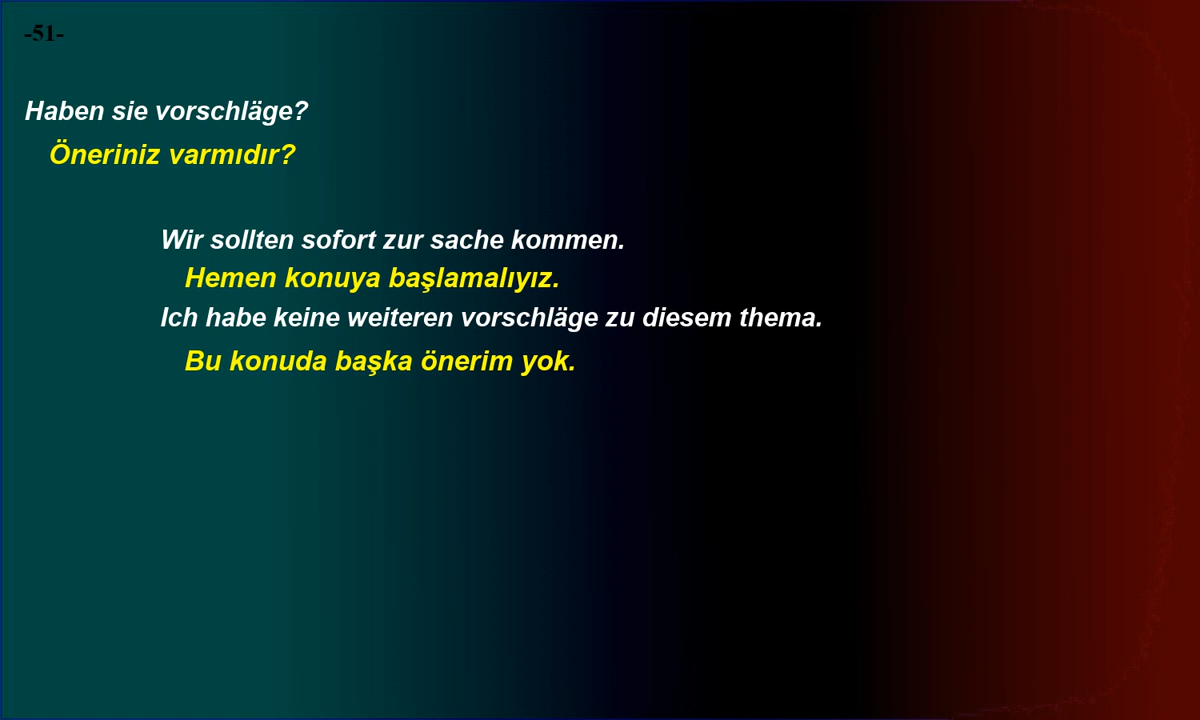 -51-
Haben sie vorschläge?
Öneriniz varmıdır?
Wir sollten sofort zur sache kommen.
Hemen konuya başlamalıyız.
Ich habe keine weiteren vorschläge zu diesem thema.
Bu konuda başka önerim yok.